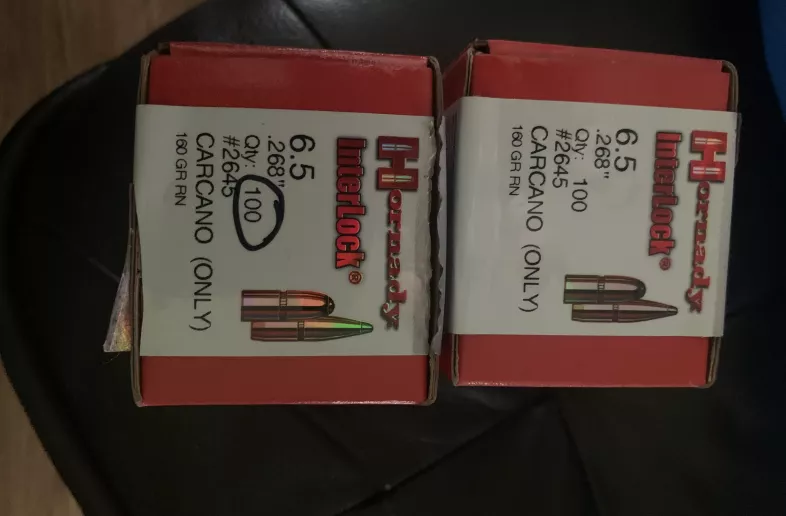 Hornady
InterLock®
6.5
.268"
Qty: 100
#2645
CARCANO (ONLY)
160 GR RN
Hornady
InterLock®
6.5
.268"
Qty: 100
#2645
CARCANO (ONLY)
160 GR RN